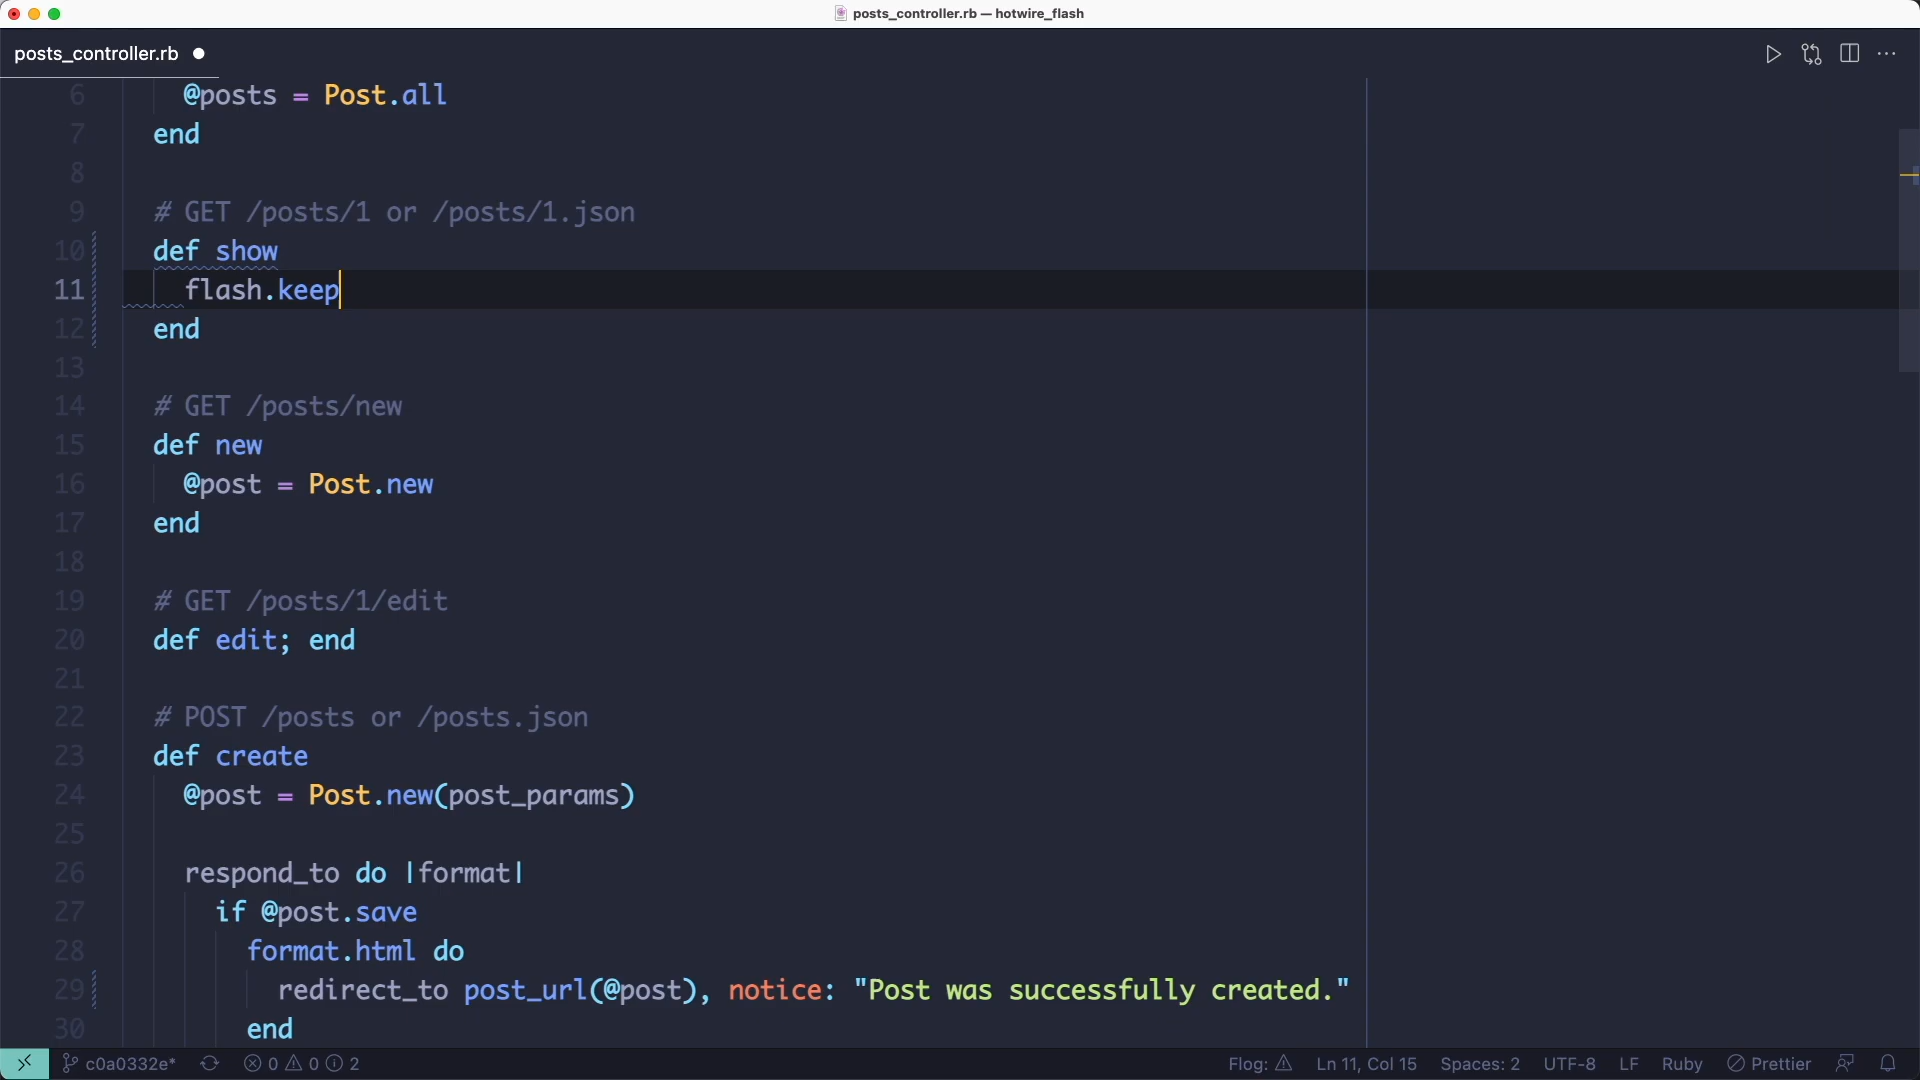 posts_controller.rb — hotwire_flash
posts_controller.rb
6 @posts = Post.all
7 end
8
9 # GET /posts/1 or /posts/1.json
10 def show
11 flash.keep
12 end
13
14 # GET /posts/new
15 def new
16 @post = Post.new
17 end
18
19 # GET /posts/1/edit
20 def edit; end
21
22 # POST /posts or /posts.json
23 def create
24 @post = Post.new(post_params)
25
26 respond_to do |format|
27 if @post.save
28 format.html do
29 redirect_to post_url(@post), notice: "Post was successfully created."
30 end
c0a0332e* 0 0 2 Flog: Ln 11, Col 15 Spaces: 2 UTF-8 LF Ruby Prettier